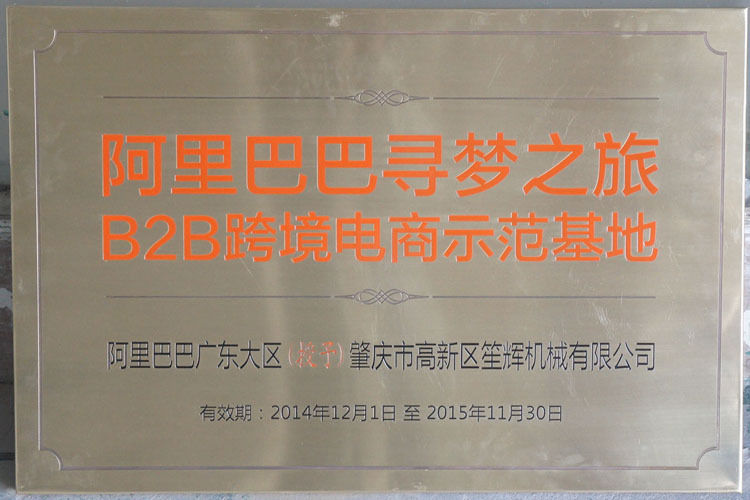 阿里巴巴寻梦之旅
B2B跨境电商示范基地
阿里巴巴广东大区(授予)肇庆市高新区笙辉机械有限公司
有效期：2014年12月1日 至 2015年11月30日